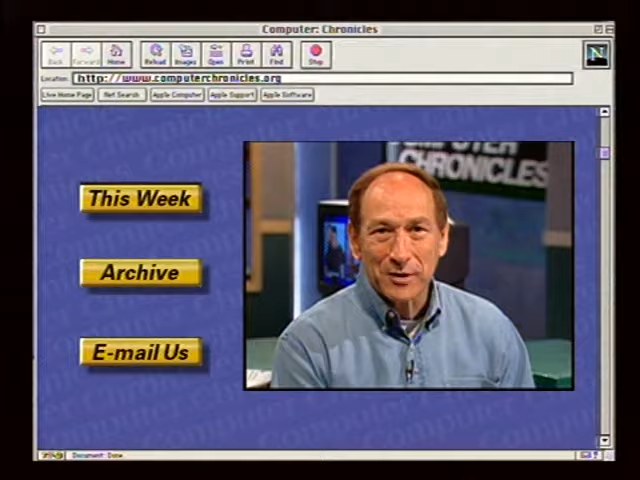 Computer: Chronicles
Back Forward Home Reload Images Open Print Find Stop
N
Location: http://www.computerchronicles.org
Live Home Page Net Search Apple Computer Apple Support Apple Software
COMPUTER
CHRONICLES
This Week
Archive
E-mail Us
Document: Done